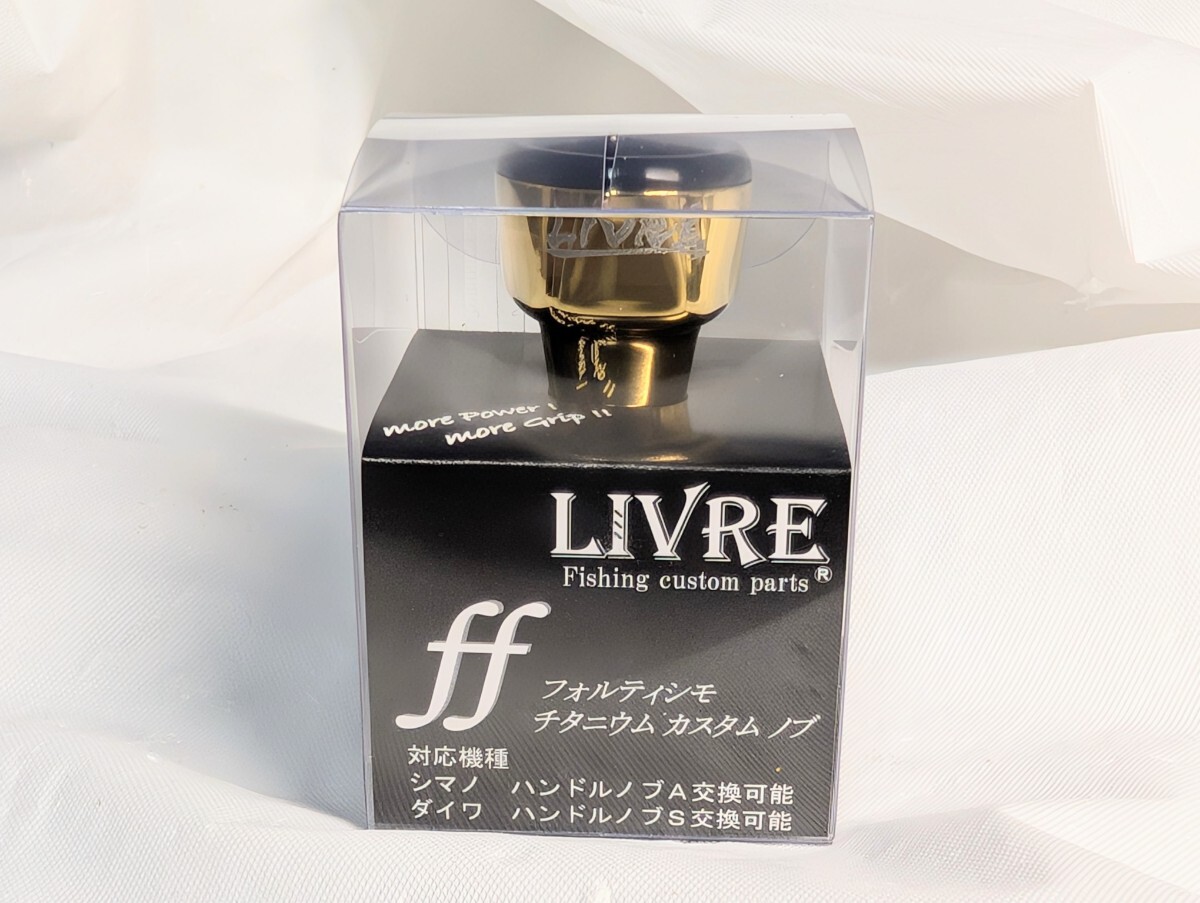 LIVRE
more Power !
more Grip !!
LIVRE
Fishing custom parts®
ff
フォルティシモ
チタニウム カスタム ノブ
対応機種
シマノ ハンドルノブA交換可能
ダイワ ハンドルノブS交換可能